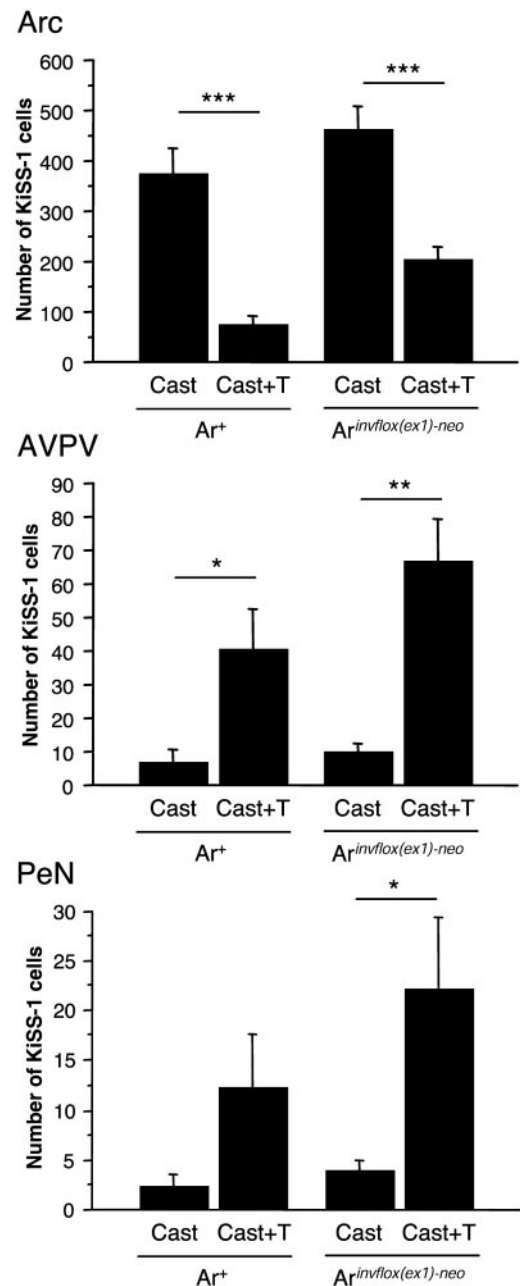 Arc
600
***
***
500
400
300
200
100
0
Number of KiSS-1 cells
Cast Cast+T Cast Cast+T
Ar+ Arinvflox(ex1)-neo
AVPV
90
**
80
70
60
*
50
40
30
20
10
0
Number of KiSS-1 cells
Cast Cast+T Cast Cast+T
Ar+ Arinvflox(ex1)-neo
PeN
*
30
25
20
15
10
5
0
Number of KiSS-1 cells
Cast Cast+T Cast Cast+T
Ar+ Arinvflox(ex1)-neo